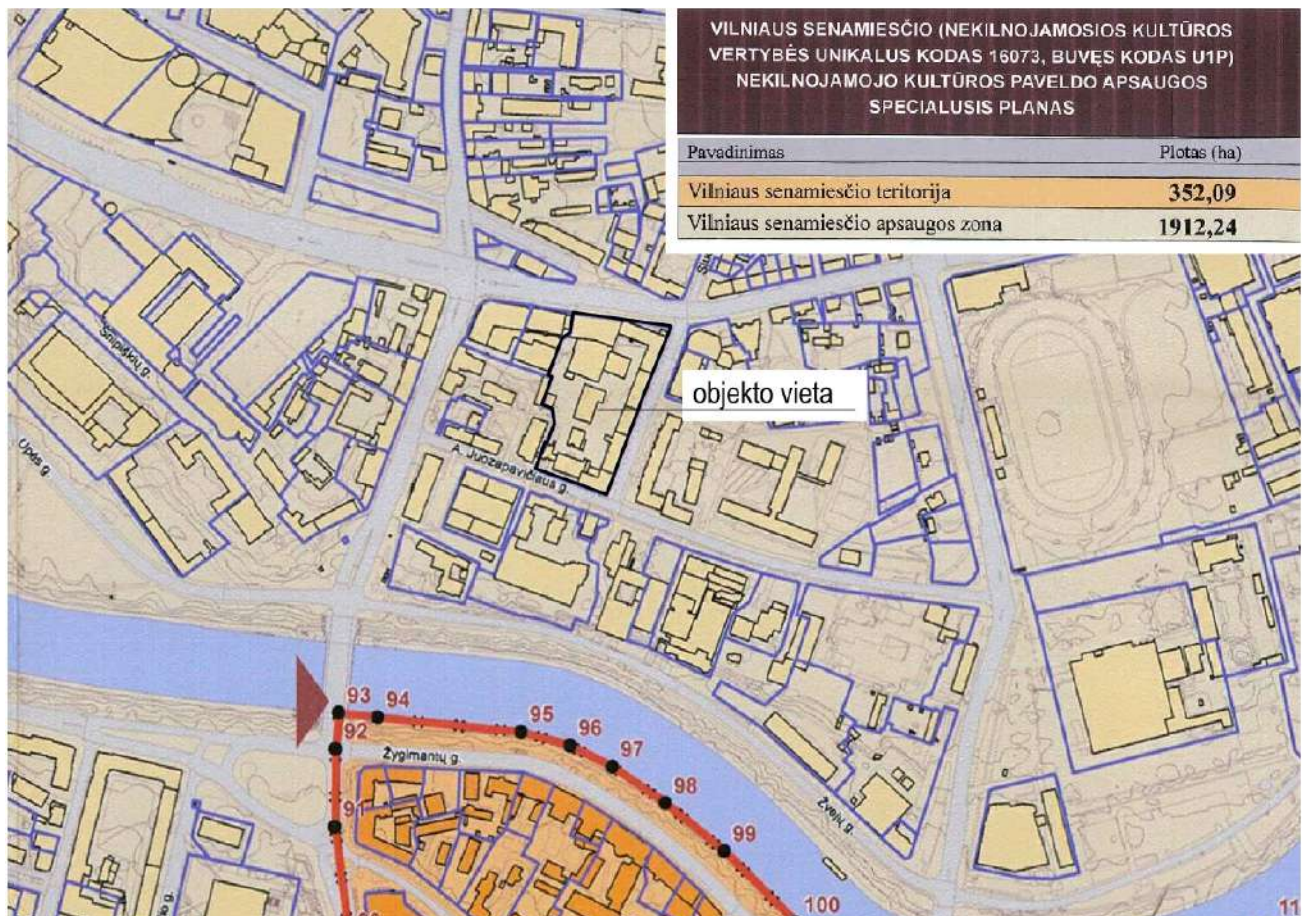 VILNIAUS SENAMIESČIO (NEKILNOJAMOSIOS KULTŪROS
VERTYBĖS UNIKALUS KODAS 16073, BUVĘS KODAS U1P)
NEKILNOJAMOJO KULTŪROS PAVELDO APSAUGOS
SPECIALUSIS PLANAS
Pavadinimas Plotas (ha)
Vilniaus senamiesčio teritorija 352,09
Vilniaus senamiesčio apsaugos zona 1912,24
Šnipiškių g.
objekto vieta
Upės g.
A. Juozapavičiaus g.
93
94
95
96
92
97
Žygimantų g.
98
Žvejų g.
91
99
100
11